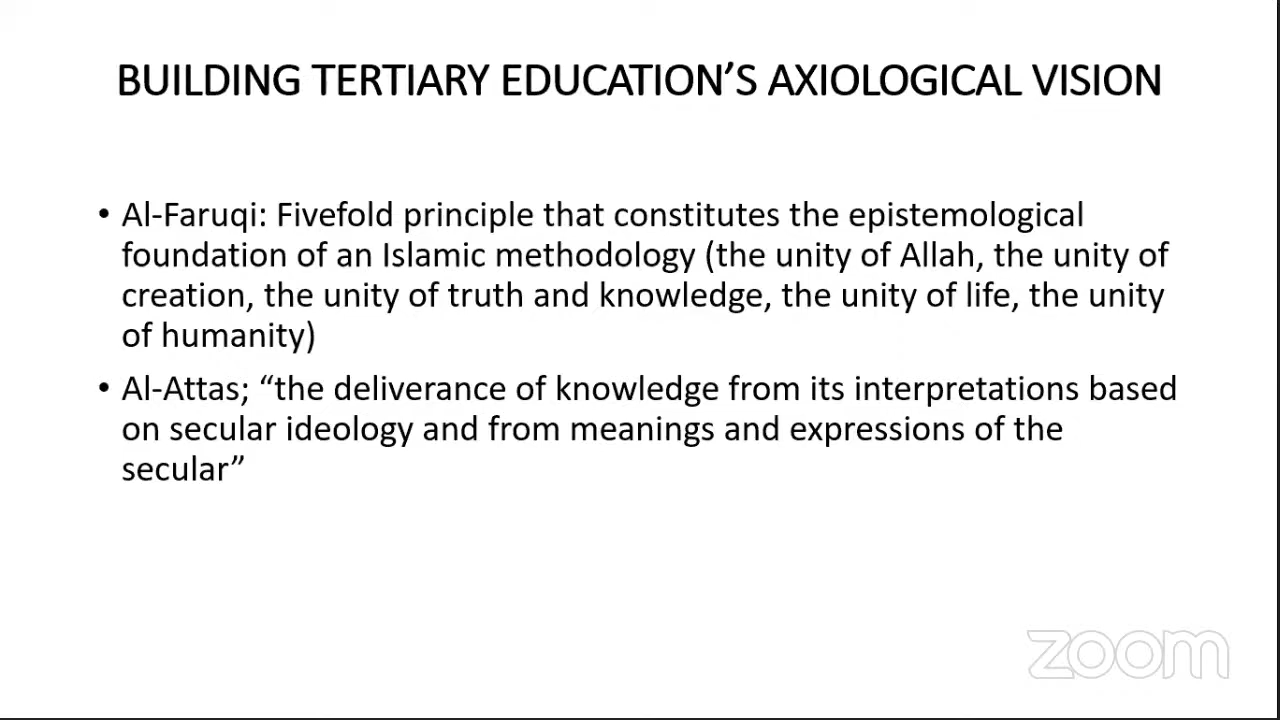 BUILDING TERTIARY EDUCATION’S AXIOLOGICAL VISION
• Al-Faruqi: Fivefold principle that constitutes the epistemological
foundation of an Islamic methodology (the unity of Allah, the unity of
creation, the unity of truth and knowledge, the unity of life, the unity
of humanity)
• Al-Attas; “the deliverance of knowledge from its interpretations based
on secular ideology and from meanings and expressions of the
secular”
zoom